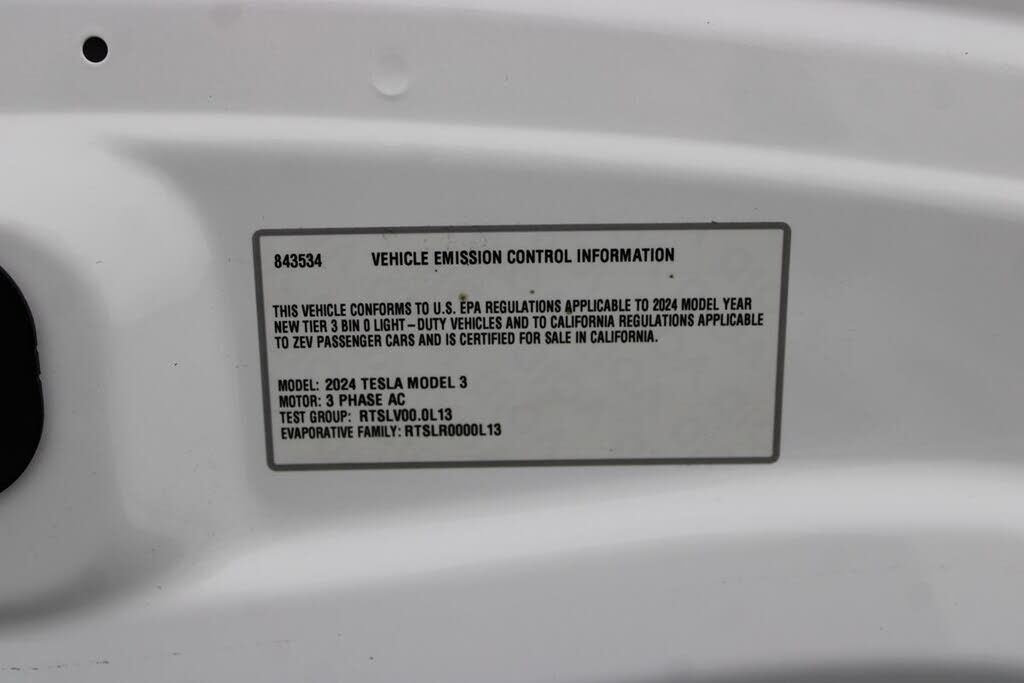 843534 VEHICLE EMISSION CONTROL INFORMATION
THIS VEHICLE CONFORMS TO U.S. EPA REGULATIONS APPLICABLE TO 2024 MODEL YEAR
NEW TIER 3 BIN 0 LIGHT-DUTY VEHICLES AND TO CALIFORNIA REGULATIONS APPLICABLE
TO ZEV PASSENGER CARS AND IS CERTIFIED FOR SALE IN CALIFORNIA.
MODEL: 2024 TESLA MODEL 3
MOTOR: 3 PHASE AC
TEST GROUP: RTSLV00.0L13
EVAPORATIVE FAMILY: RTSLR0000L13